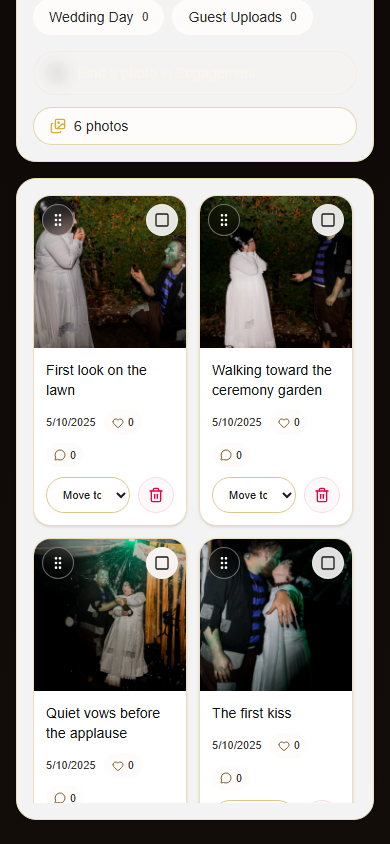 Wedding Day 0 Guest Uploads 0
6 photos
First look on the
lawn
5/10/2025 0
0
Move to
Walking toward the
ceremony garden
5/10/2025 0
0
Move to
Quiet vows before
the applause
5/10/2025 0
0
The first kiss
5/10/2025 0
0